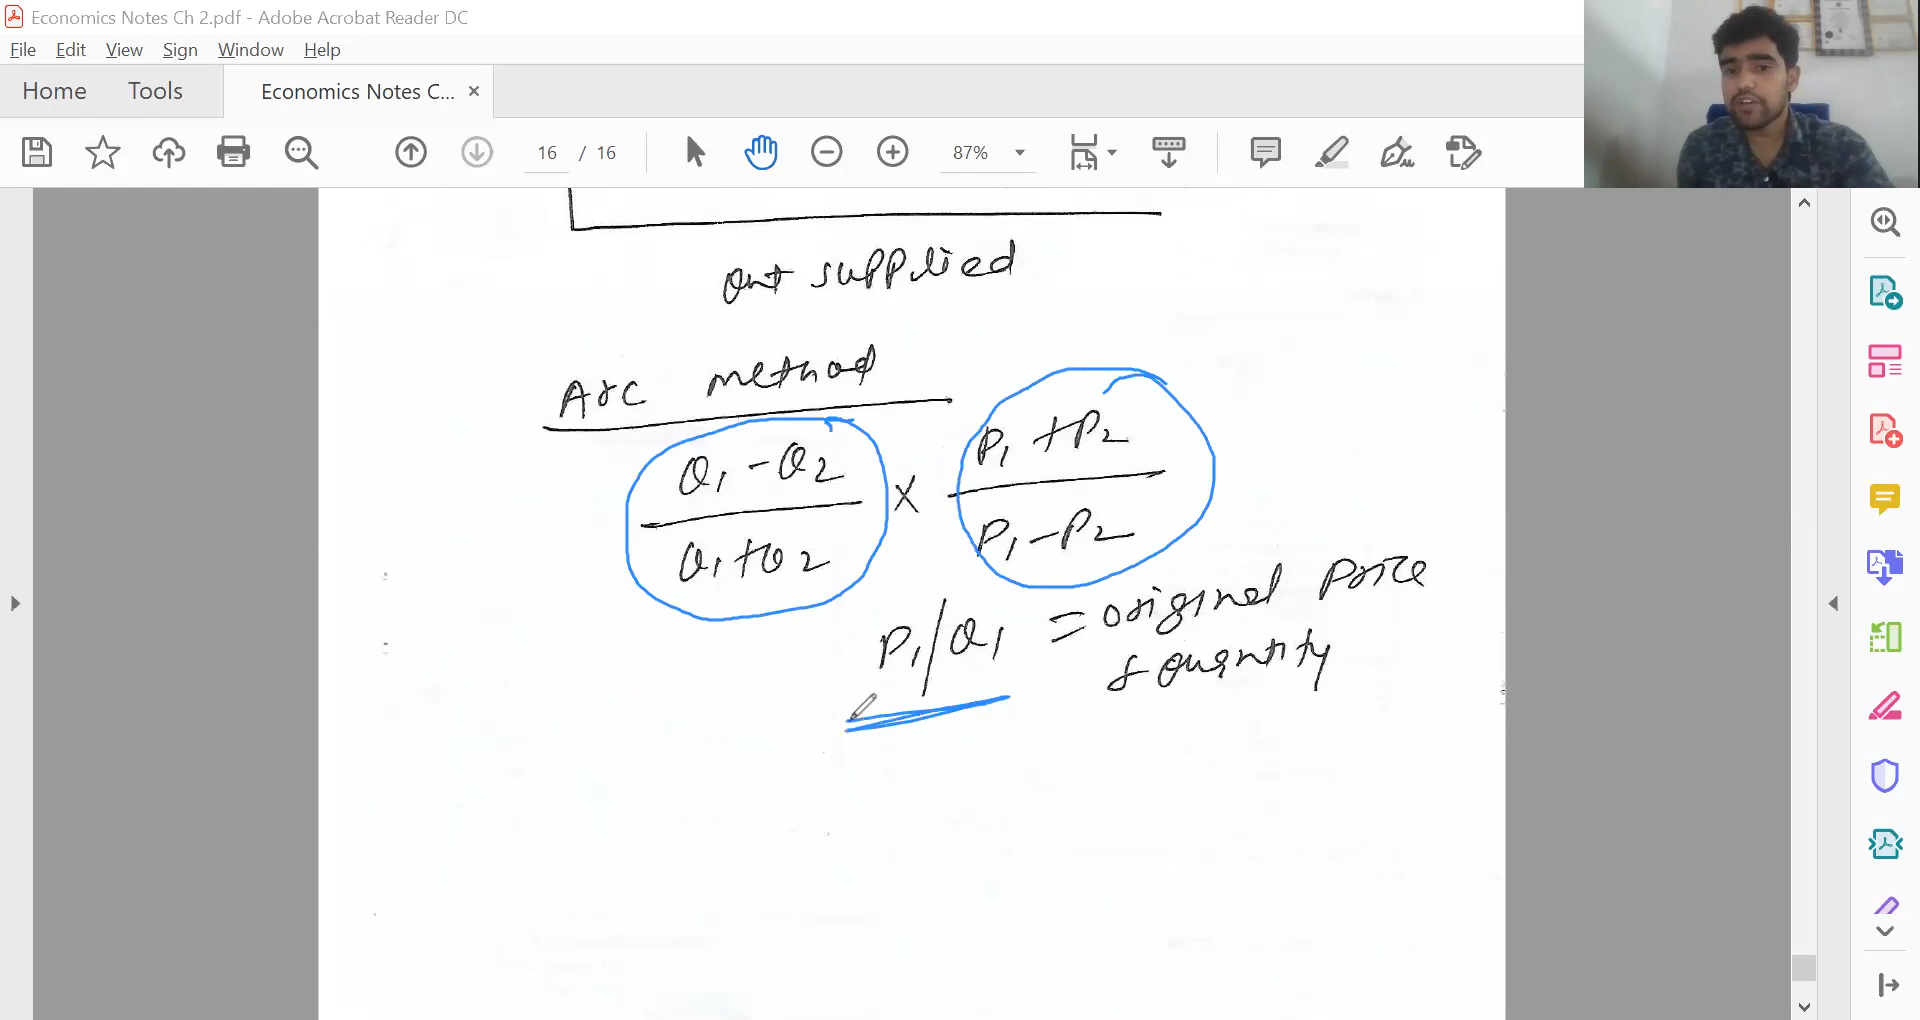 Economics Notes Ch 2.pdf - Adobe Acrobat Reader DC
File Edit View Sign Window Help
Home Tools Economics Notes C... ×
16 / 16 87%
Qnt supplied
Arc method
Q1 - Q2 P1 + P2
X
Q1 + Q2 P1 - P2
P1/Q1 = original Price
& quantity